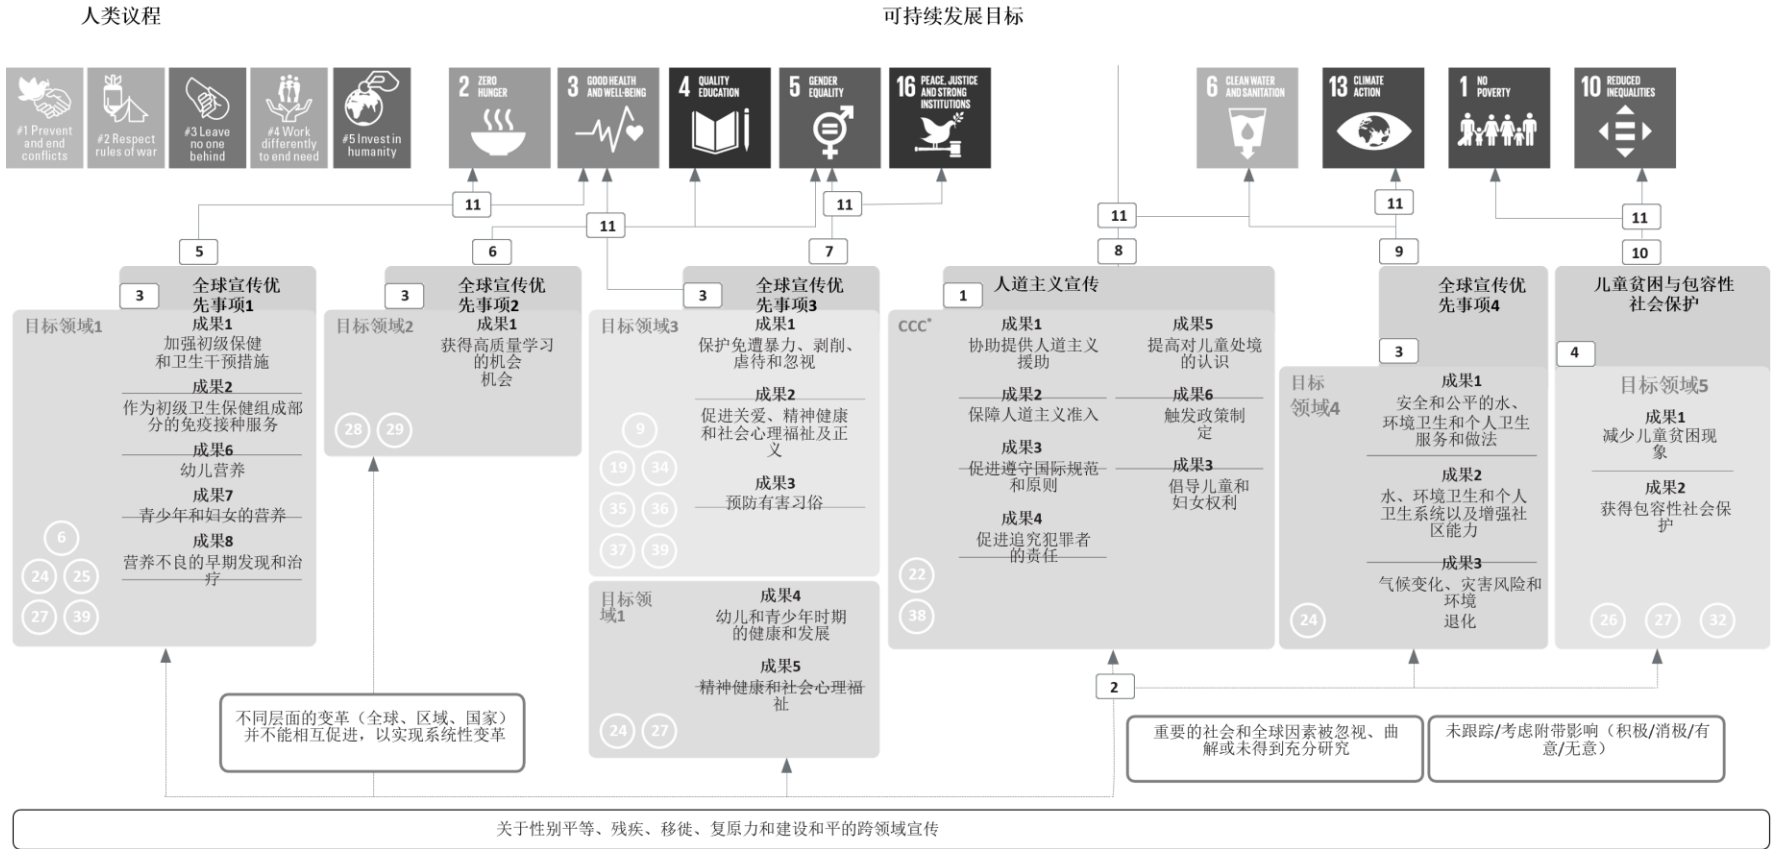 人类议程
可持续发展目标
#1 Prevent
and end
conflicts
#2 Respect
rules of war
#3 Leave
no one
behind
#4 Work
differently
to end need
#5 Invest in
humanity
2 ZERO
HUNGER
3 GOOD HEALTH
AND WELL-BEING
4 QUALITY
EDUCATION
5 GENDER
EQUALITY
16 PEACE, JUSTICE
AND STRONG
INSTITUTIONS
6 CLEAN WATER
AND SANITATION
13 CLIMATE
ACTION
1 NO
POVERTY
10 REDUCED
INEQUALITIES
11
11
11
11
11
11
5
6
7
8
9
10
3
全球宣传优
先事项1
目标领域1
成果1
加强初级保健
和卫生干预措施
成果2
作为初级卫生保健组成部
分的免疫接种服务
成果6
幼儿营养
成果7
青少年和妇女的营养
成果8
营养不良的早期发现和治
疗
6
24 25
27 39
3
全球宣传优
先事项2
目标领域2
成果1
获得高质量学习
的机会
机会
28 29
3
全球宣传优
先事项3
目标领域3
成果1
保护免遭暴力、剥削、
虐待和忽视
成果2
促进关爱、精神健康
和社会心理福祉及正
义
成果3
预防有害习俗
9
19 34
35 36
37 39
目标领
域1
成果4
幼儿和青少年时期
的健康和发展
成果5
精神健康和社会心理福
祉
24 27
1
人道主义宣传
CCC*
成果1
协助提供人道主义
援助
成果2
保障人道主义准入
成果3
促进遵守国际规范
和原则
成果4
促进追究犯罪者
的责任
成果5
提高对儿童处境
的认识
成果6
触发政策制
定
成果3
倡导儿童和
妇女权利
22
38
全球宣传优
先事项4
3
目标
领域4
成果1
安全和公平的水、
环境卫生和个人卫生
服务和做法
成果2
水、环境卫生和个人
卫生系统以及增强社
区能力
成果3
气候变化、灾害风险和
环境
退化
24
儿童贫困与包容性
社会保护
4
目标领域5
成果1
减少儿童贫困现
象
成果2
获得包容性社会保
护
26 27 32
2
不同层面的变革（全球、区域、国家）
并不能相互促进，以实现系统性变革
重要的社会和全球因素被忽视、曲
解或未得到充分研究
未跟踪/考虑附带影响（积极/消极/有
意/无意）
关于性别平等、残疾、移徙、复原力和建设和平的跨领域宣传